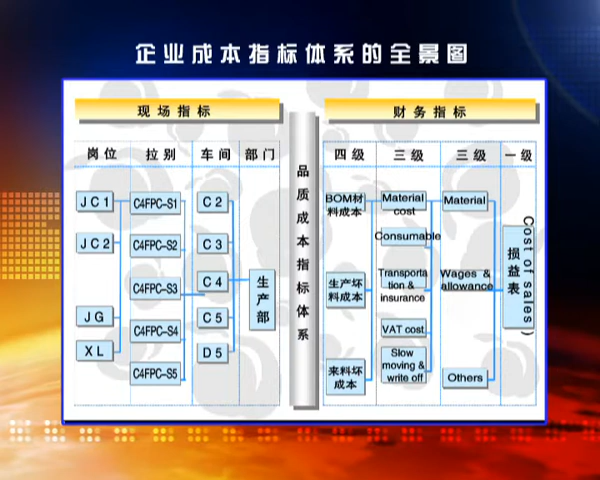 企业成本指标体系的全景图
现场指标
财务指标
岗位 拉别 车间 部门
四级 三级 三级 一级
品质成本指标体系
JC1
JC2
JG
XL
C4FPC-S1
C4FPC-S2
C4FPC-S3
C4FPC-S4
C4FPC-S5
C2
C3
C4
C5
D5
生产部
BOM材
料成本
生产坏
料成本
来料坏
成本
Material
cost
Consumable
Transporta
tion &
insurance
VAT cost
Slow
moving &
write off
Material
Wages &
allowance
Others
损益表
Cost of sales)